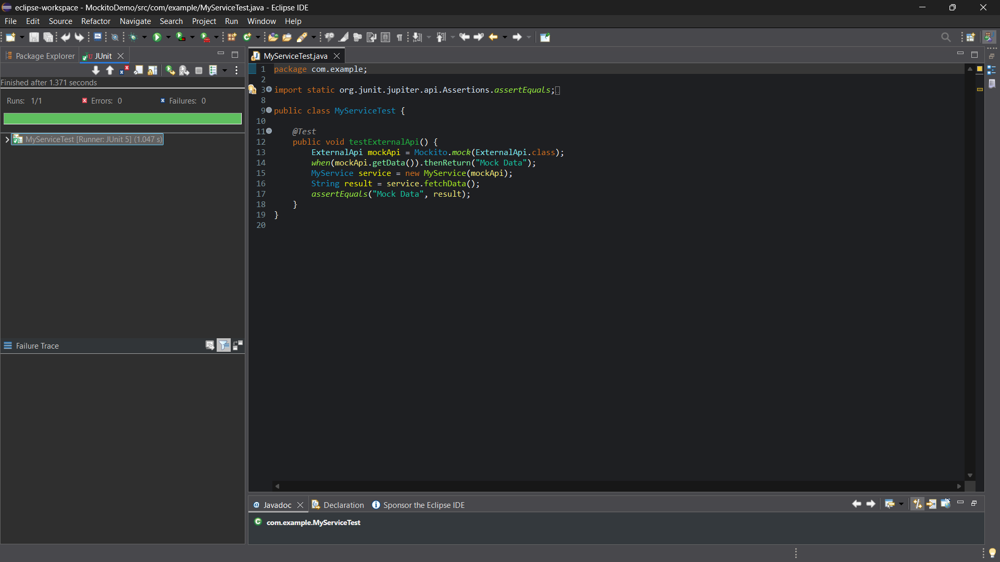 eclipse-workspace - MockitoDemo/src/com/example/MyServiceTest.java - Eclipse IDE
File Edit Source Refactor Navigate Search Project Run Window Help
Package Explorer JUnit
Finished after 1.371 seconds
Runs: 1/1 Errors: 0 Failures: 0
MyServiceTest [Runner: JUnit 5] (1.047 s)
Failure Trace
MyServiceTest.java
1 package com.example;
2
3 import static org.junit.jupiter.api.Assertions.assertEquals;
8
9 public class MyServiceTest {
10
11 @Test
12 public void testExternalApi() {
13 ExternalApi mockApi = Mockito.mock(ExternalApi.class);
14 when(mockApi.getData()).thenReturn("Mock Data");
15 MyService service = new MyService(mockApi);
16 String result = service.fetchData();
17 assertEquals("Mock Data", result);
18 }
19 }
20
@ Javadoc Declaration Sponsor the Eclipse IDE
com.example.MyServiceTest